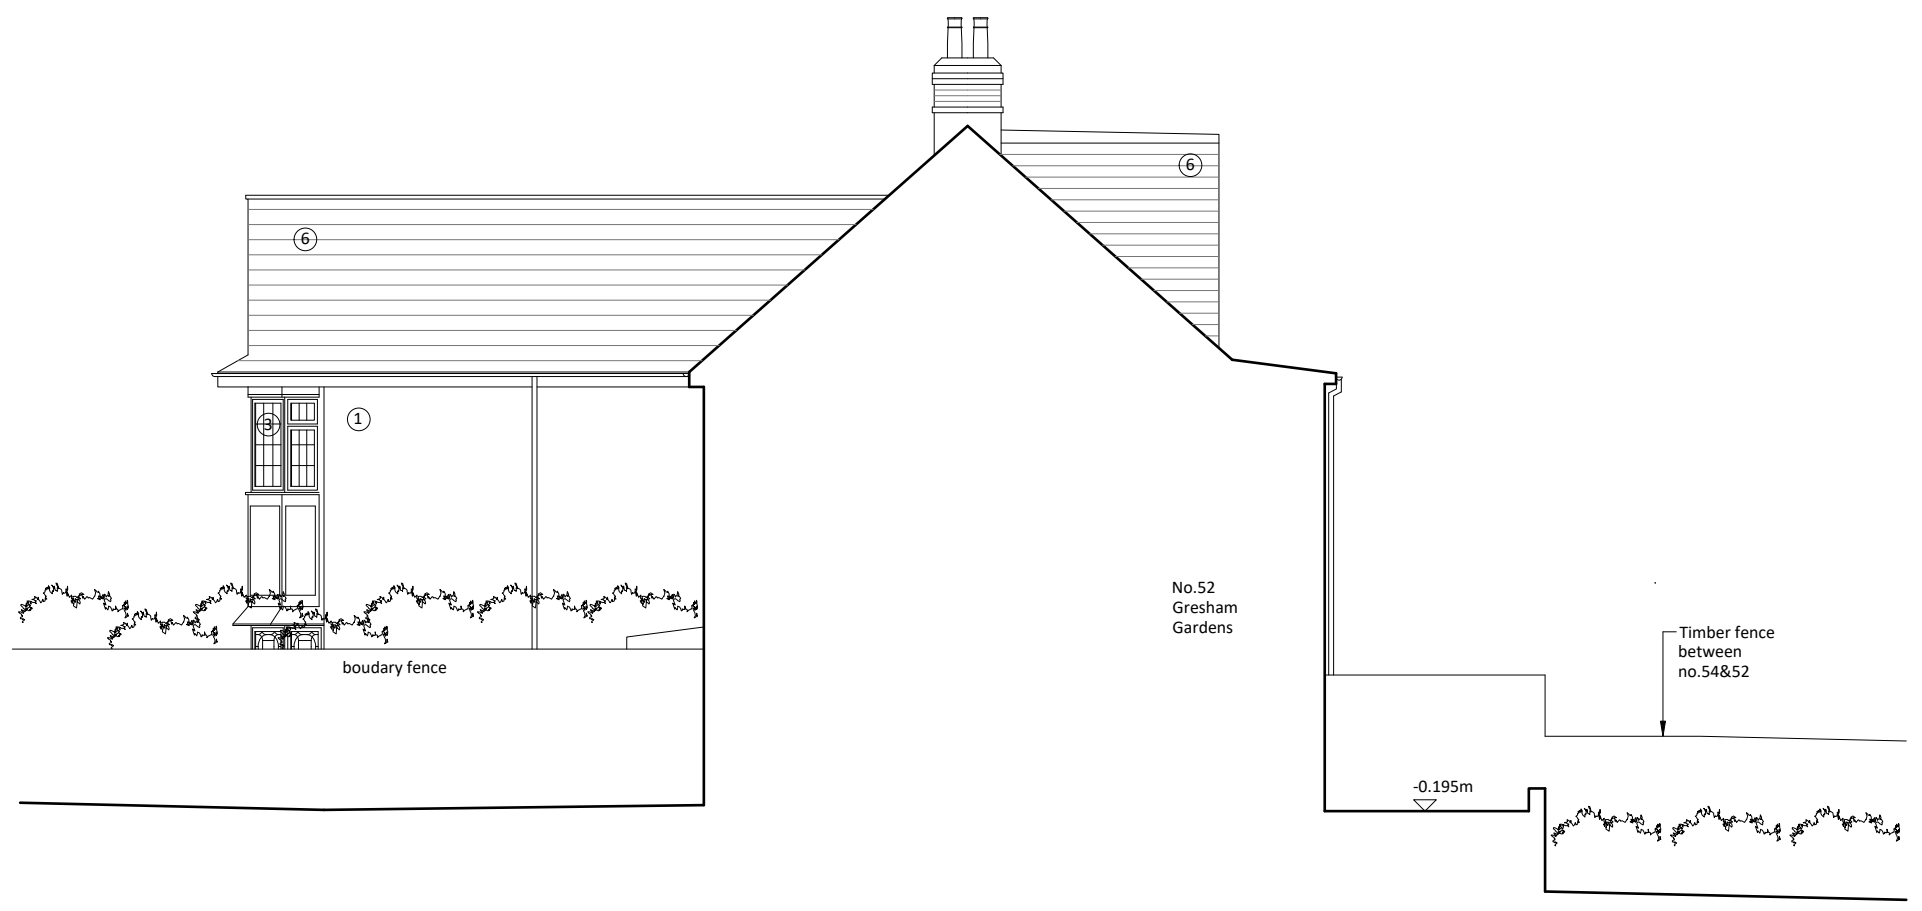 6
6
3
1
No.52
Gresham
Gardens
Timber fence
between
no.54&52
boudary fence
-0.195m